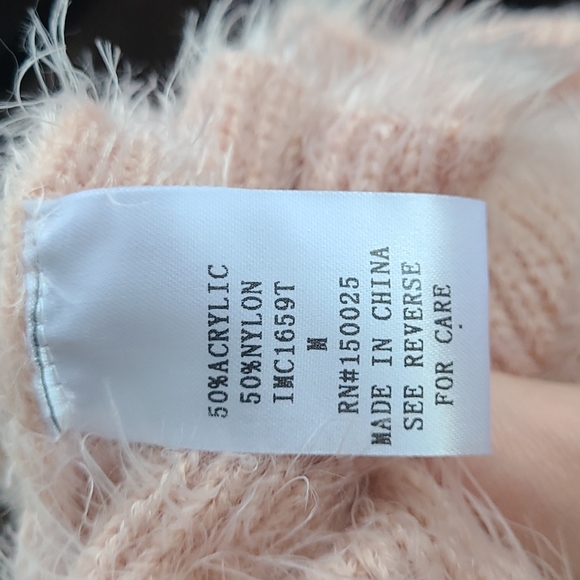 50%ACRYLIC
50%NYLON
IMC1659T
M
RN#150025
MADE IN CHINA
SEE REVERSE
FOR CARE